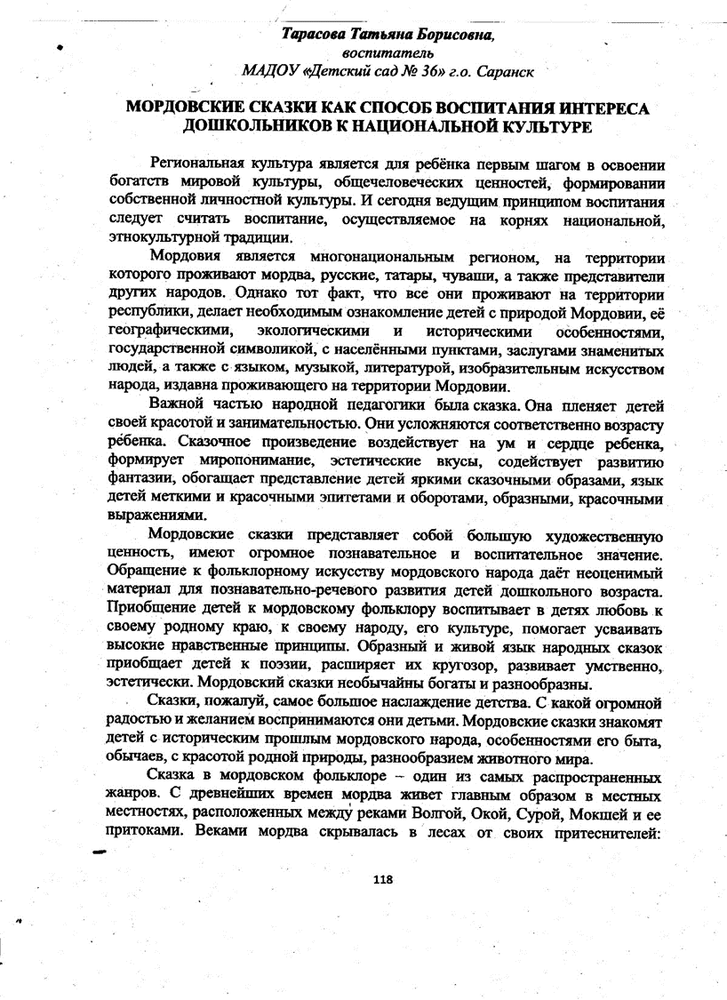 Тарасова Татьяна Борисовна,
воспитатель
МАДОУ «Детский сад № 36» г.о. Саранск
МОРДОВСКИЕ СКАЗКИ КАК СПОСОБ ВОСПИТАНИЯ ИНТЕРЕСА
ДОШКОЛЬНИКОВ К НАЦИОНАЛЬНОЙ КУЛЬТУРЕ
Региональная культура является для ребёнка первым шагом в освоении
богатств мировой культуры, общечеловеческих ценностей, формировании
собственной личностной культуры. И сегодня ведущим принципом воспитания
следует считать воспитание, осуществляемое на корнях национальной,
этнокультурной традиции.
Мордовия является многонациональным регионом, на территории
которого проживают мордва, русские, татары, чуваши, а также представители
других народов. Однако тот факт, что все они проживают на территории
республики, делает необходимым ознакомление детей с природой Мордовии, её
географическими, экологическими и историческими особенностями,
государственной символикой, с населёнными пунктами, заслугами знаменитых
людей, а также с языком, музыкой, литературой, изобразительным искусством
народа, издавна проживающего на территории Мордовии.
Важной частью народной педагогики была сказка. Она пленяет детей
своей красотой и занимательностью. Они усложняются соответственно возрасту
ребенка. Сказочное произведение воздействует на ум и сердце ребенка,
формирует миропонимание, эстетические вкусы, содействует развитию
фантазии, обогащает представление детей яркими сказочными образами, язык
детей меткими и красочными эпитетами и оборотами, образными, красочными
выражениями.
Мордовские сказки представляет собой большую художественную
ценность, имеют огромное познавательное и воспитательное значение.
Обращение к фольклорному искусству мордовского народа даёт неоценимый
материал для познавательно-речевого развития детей дошкольного возраста.
Приобщение детей к мордовскому фольклору воспитывает в детях любовь к
своему родному краю, к своему народу, его культуре, помогает усваивать
высокие нравственные принципы. Образный и живой язык народных сказок
приобщает детей к поэзии, расширяет их кругозор, развивает умственно,
эстетически. Мордовский сказки необычайны богаты и разнообразны.
Сказки, пожалуй, самое большое наслаждение детства. С какой огромной
радостью и желанием воспринимаются они детьми. Мордовские сказки знакомят
детей с историческим прошлым мордовского народа, особенностями его быта,
обычаев, с красотой родной природы, разнообразием животного мира.
Сказка в мордовском фольклоре – один из самых распространенных
жанров. С древнейших времен мордва живет главным образом в местных
местностях, расположенных между реками Волгой, Окой, Сурой, Мокшей и ее
притоками. Веками мордва скрывалась в лесах от своих притеснителей:
118